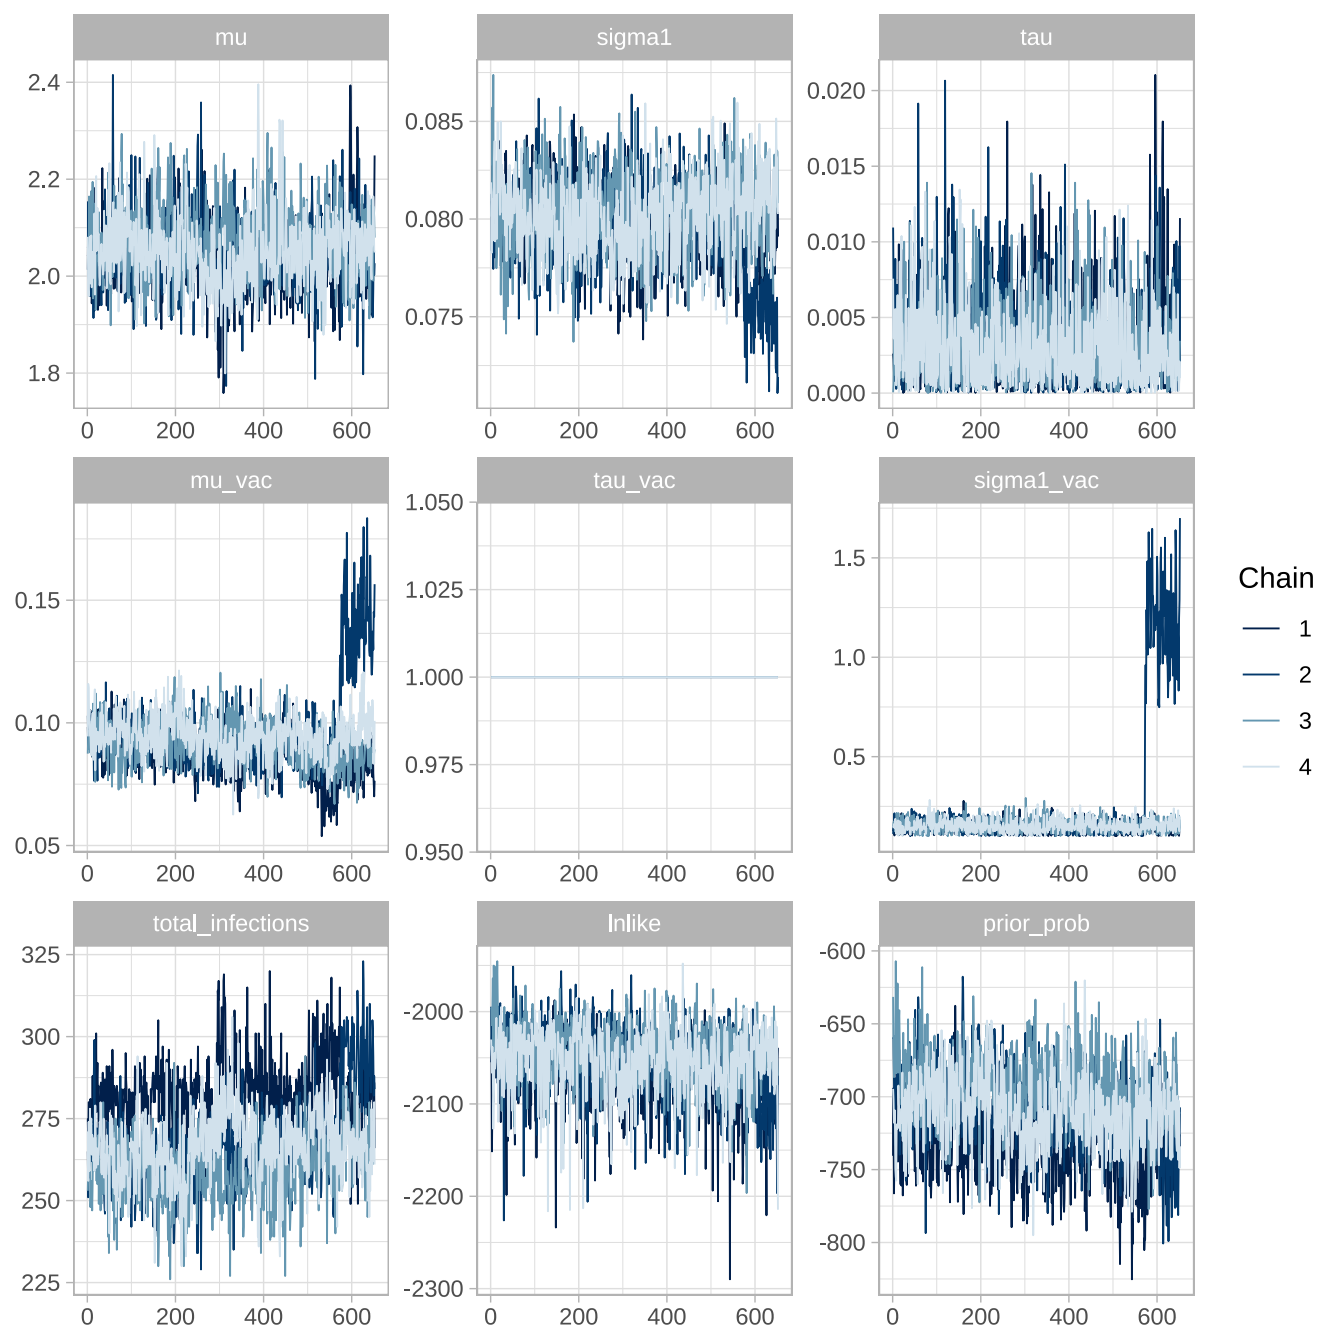 mu
sigma1
tau
2.4
2.2
2.0
1.8
0 200 400 600
0.085
0.080
0.075
0 200 400 600
0.020
0.015
0.010
0.005
0.000
0 200 400 600
mu_vac
tau_vac
sigma1_vac
0.15
0.10
0.05
0 200 400 600
1.050
1.025
1.000
0.975
0.950
0 200 400 600
1.5
1.0
0.5
0 200 400 600
total_infections
lnlike
prior_prob
325
300
275
250
225
0 200 400 600
-2000
-2100
-2200
-2300
0 200 400 600
-600
-650
-700
-750
-800
0 200 400 600
Chain
1
2
3
4